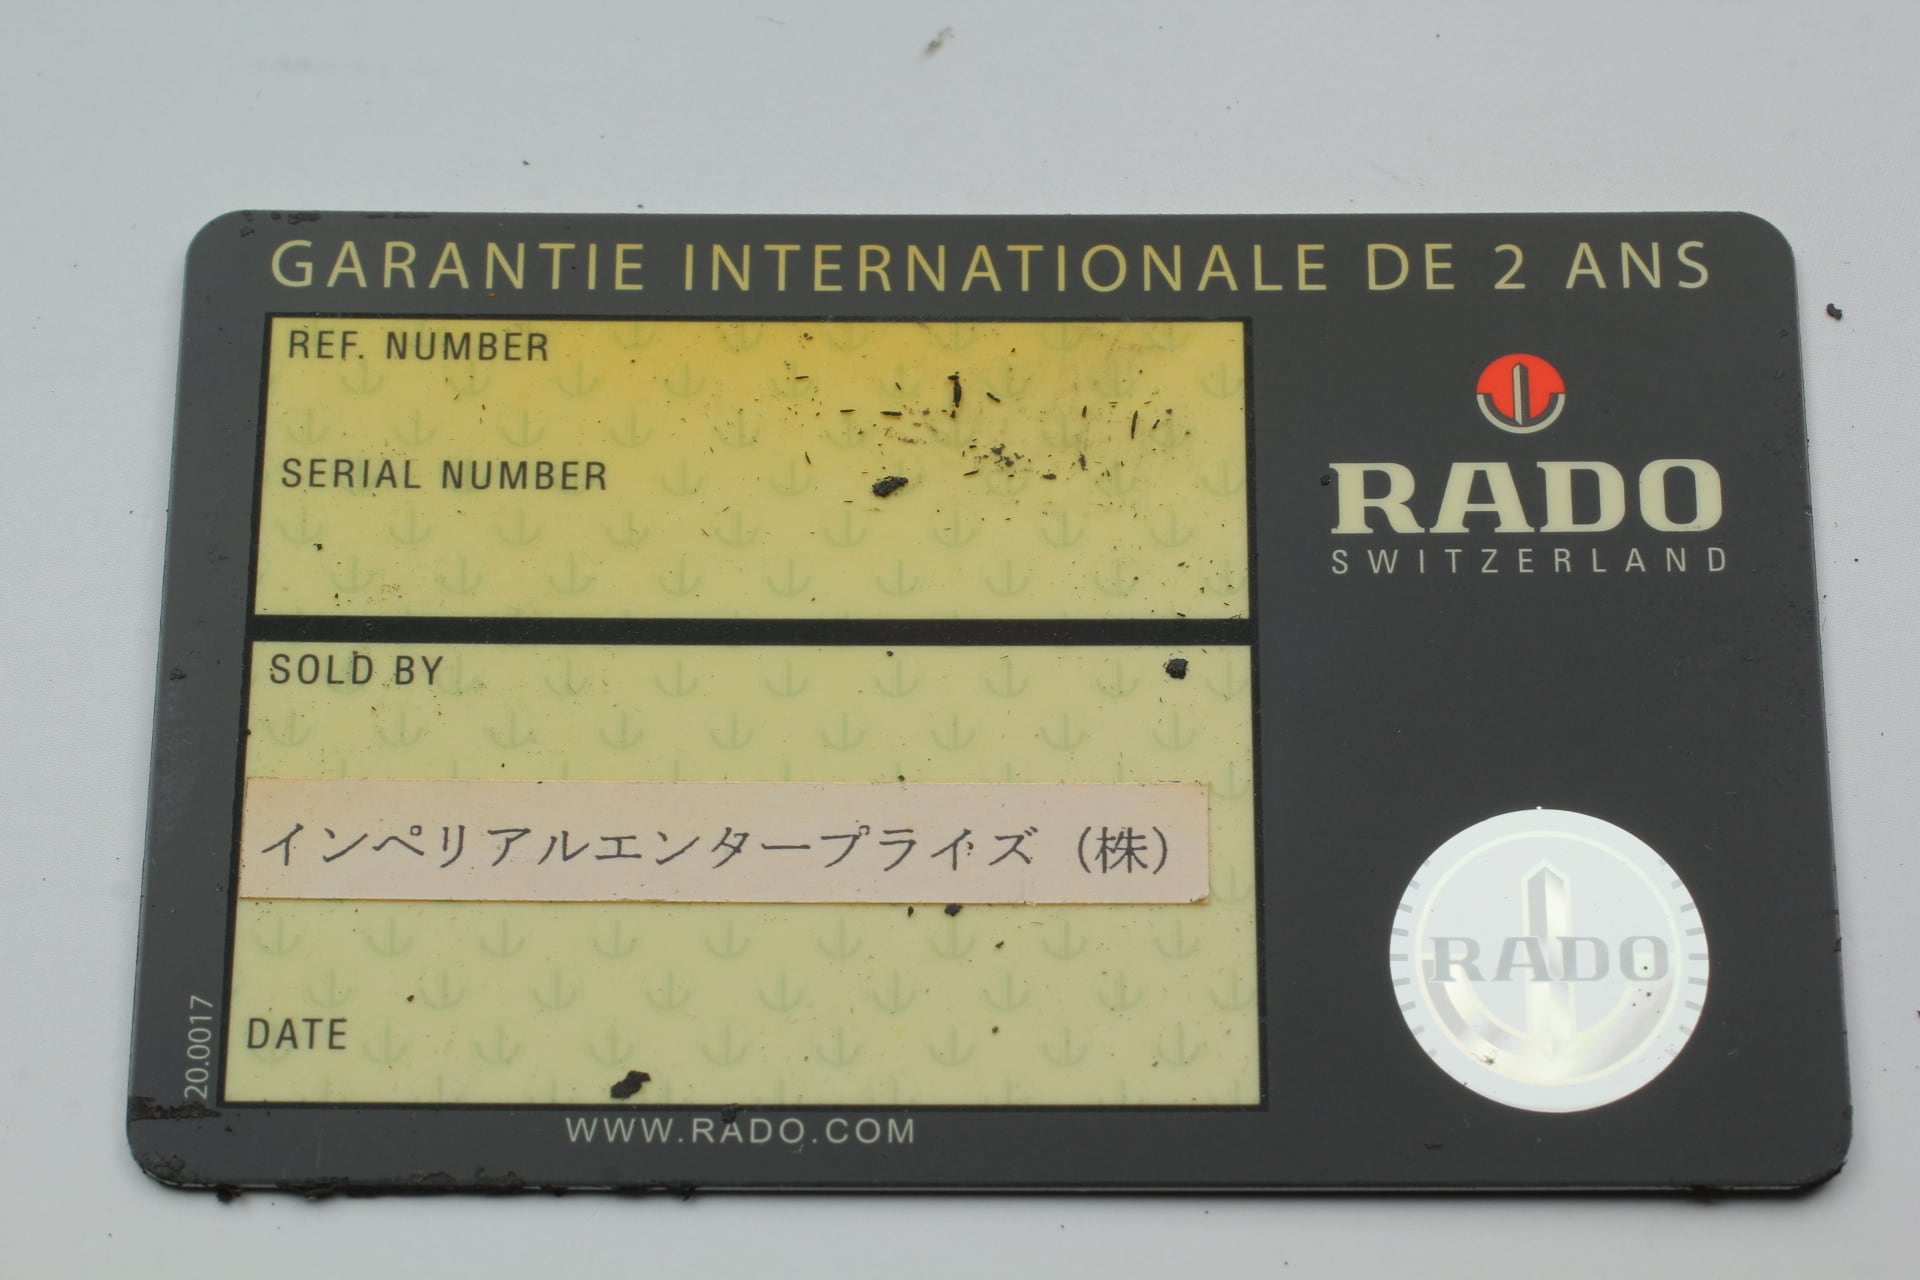 GARANTIE INTERNATIONALE DE 2 ANS
REF. NUMBER
SERIAL NUMBER
RADO
SWITZERLAND
SOLD BY
インペリアルエンタープライズ（株）
RADO
DATE
20.0017
WWW.RADO.COM